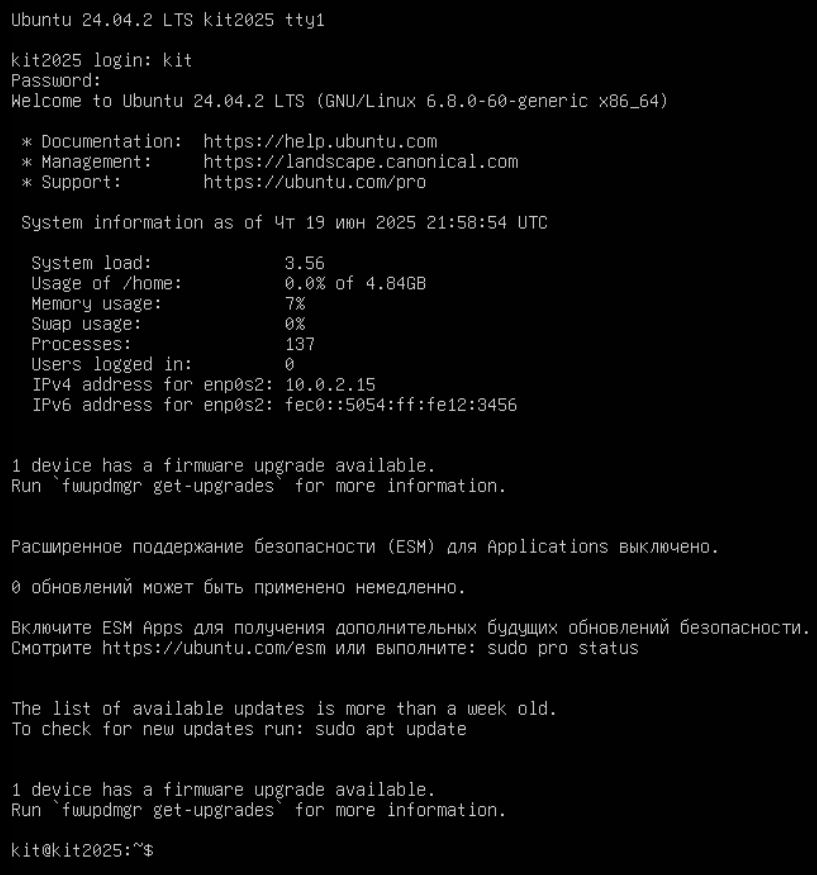 Ubuntu 24.04.2 LTS kit2025 tty1
kit2025 login: kit
Password:
Welcome to Ubuntu 24.04.2 LTS (GNU/Linux 6.8.0-60-generic x86_64)
* Documentation:  https://help.ubuntu.com
* Management:     https://landscape.canonical.com
* Support:        https://ubuntu.com/pro
System information as of Чт 19 июн 2025 21:58:54 UTC
System load:             3.56
Usage of /home:          0.0% of 4.84GB
Memory usage:            7%
Swap usage:              0%
Processes:               137
Users logged in:         0
IPv4 address for enp0s2: 10.0.2.15
IPv6 address for enp0s2: fec0::5054:ff:fe12:3456
1 device has a firmware upgrade available.
Run `fwupdmgr get-upgrades` for more information.
Расширенное поддержание безопасности (ESM) для Applications выключено.
0 обновлений может быть применено немедленно.
Включите ESM Apps для получения дополнительных будущих обновлений безопасности.
Смотрите https://ubuntu.com/esm или выполните: sudo pro status
The list of available updates is more than a week old.
To check for new updates run: sudo apt update
1 device has a firmware upgrade available.
Run `fwupdmgr get-upgrades` for more information.
kit@kit2025:~$